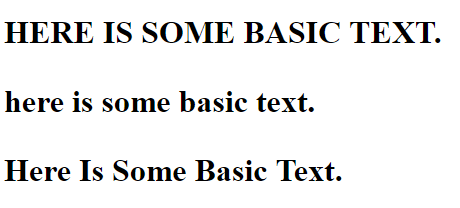 HERE IS SOME BASIC TEXT.
here is some basic text.
Here Is Some Basic Text.